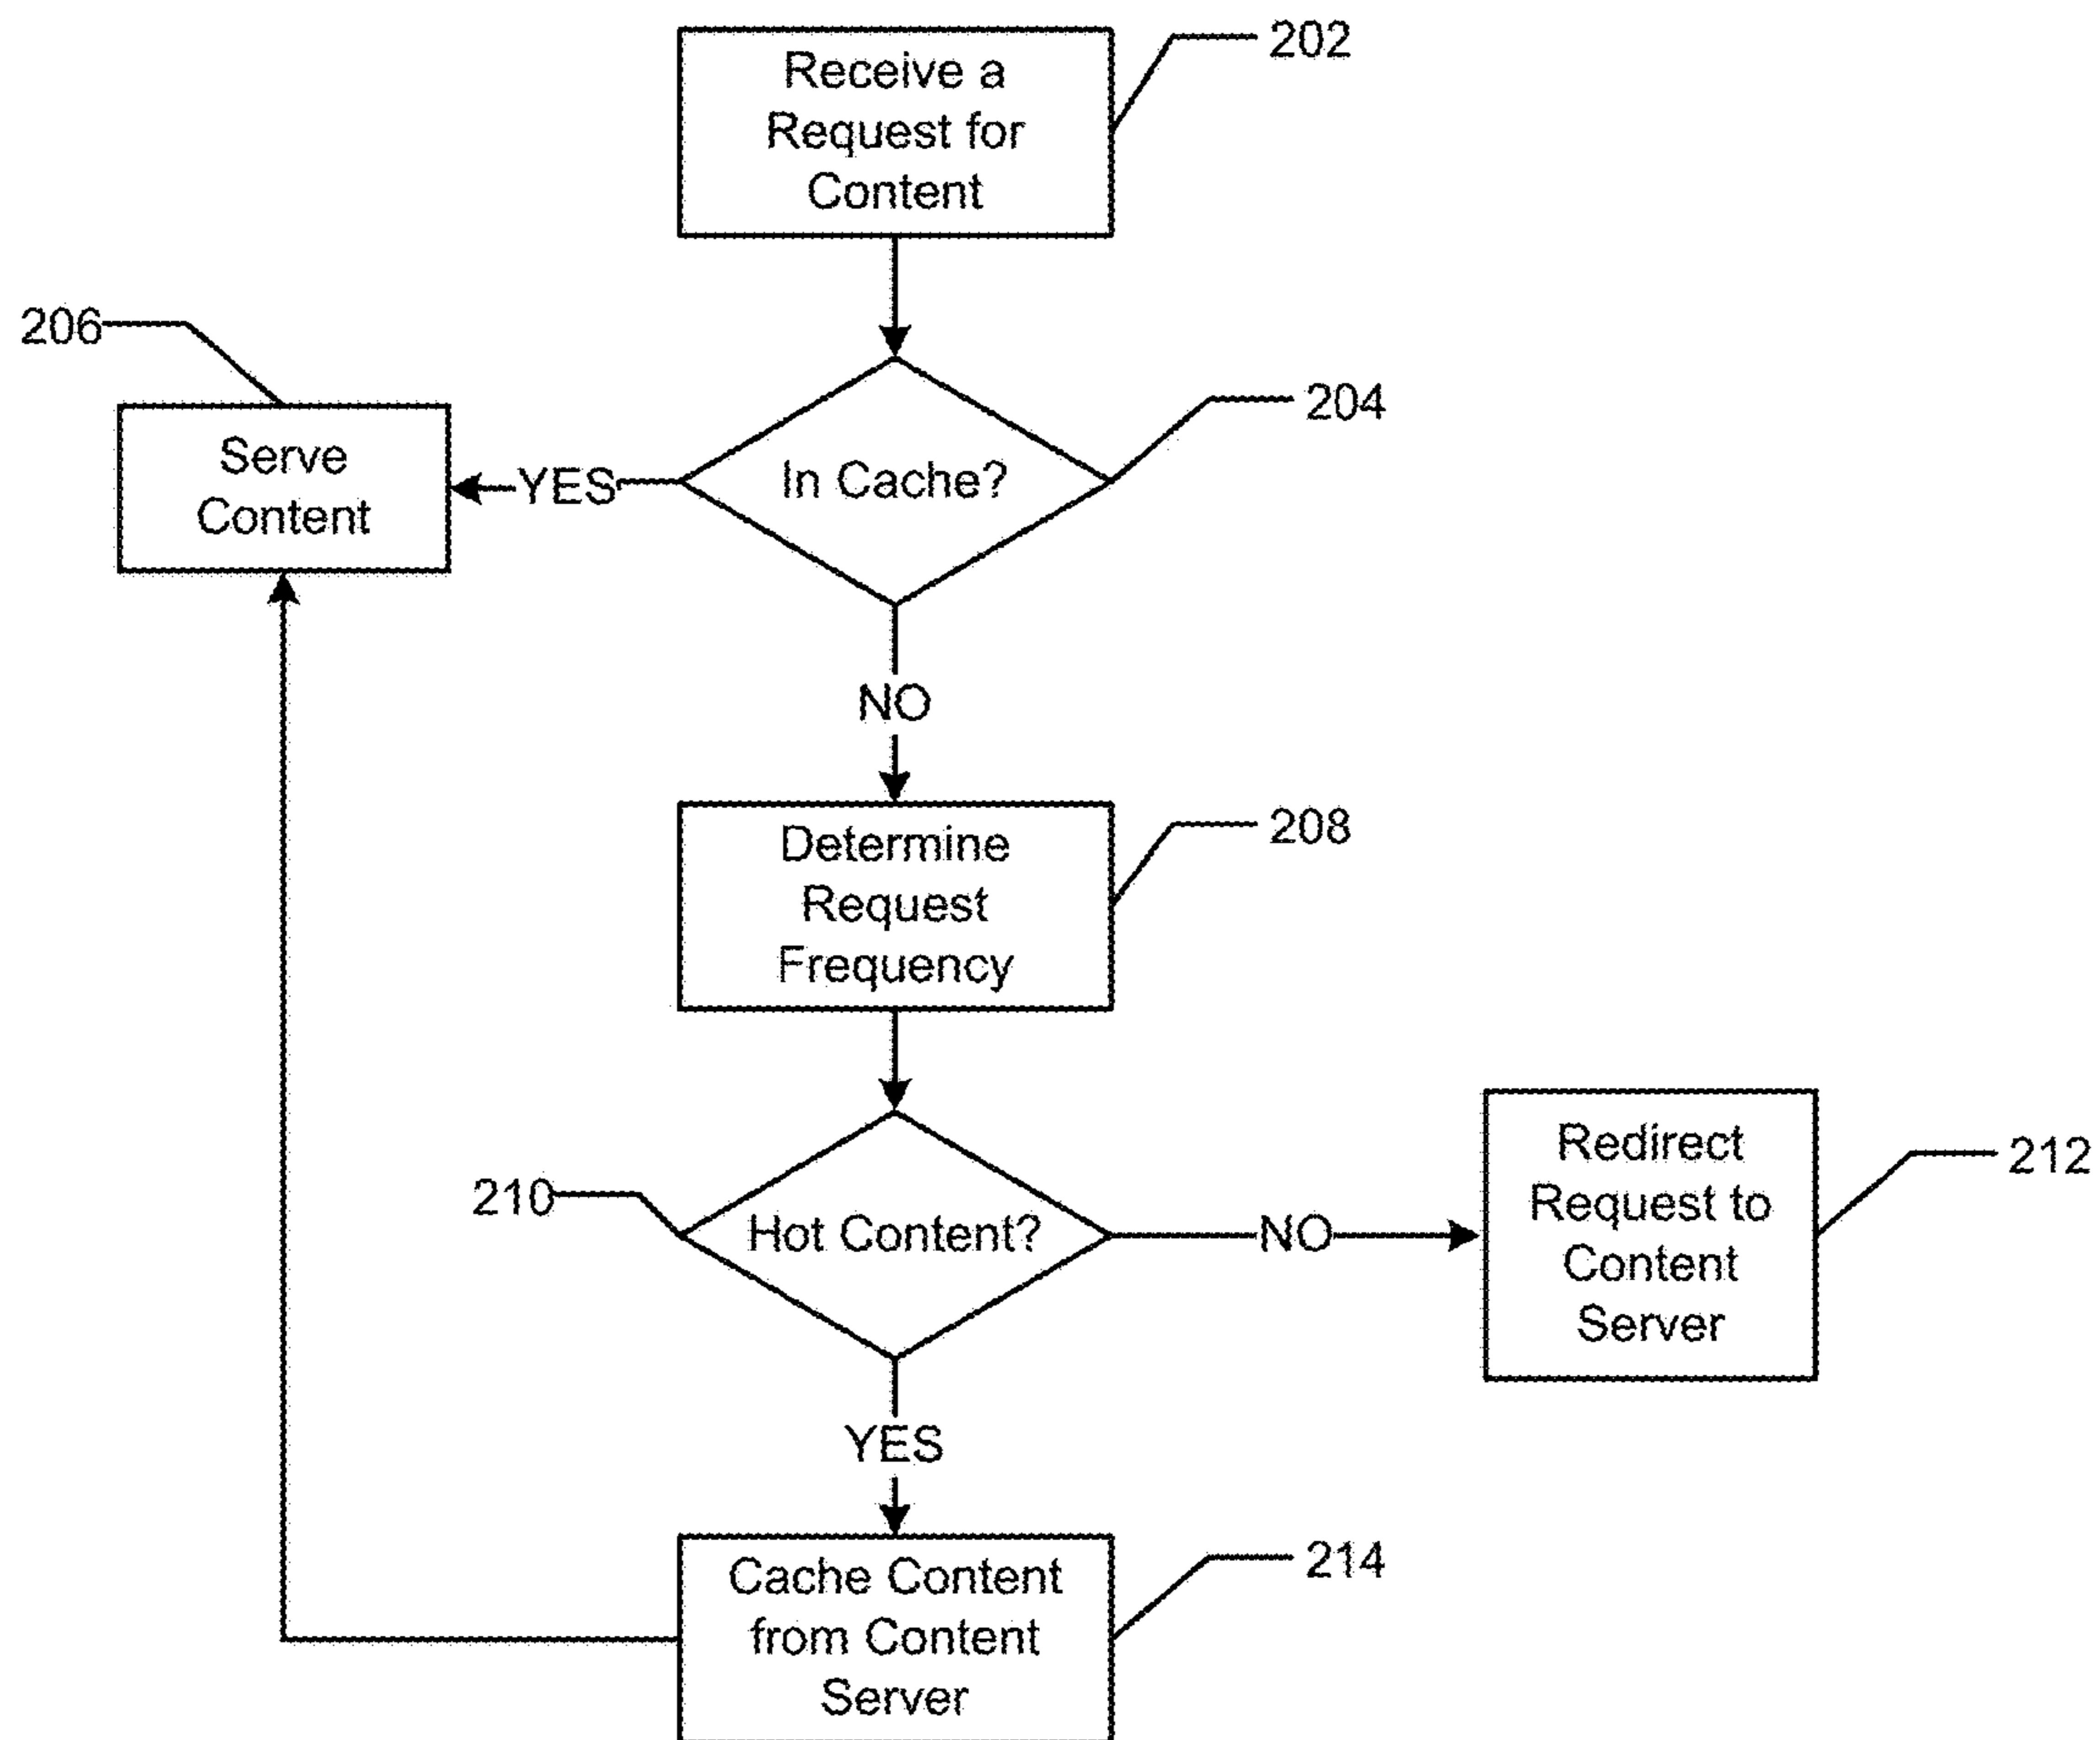 Receive a
Request for
Content
202
206
Serve
Content
YES
In Cache?
204
NO
Determine
Request
Frequency
208
210
Hot Content?
NO
Redirect
Request to
Content
Server
212
YES
Cache Content
from Content
Server
214